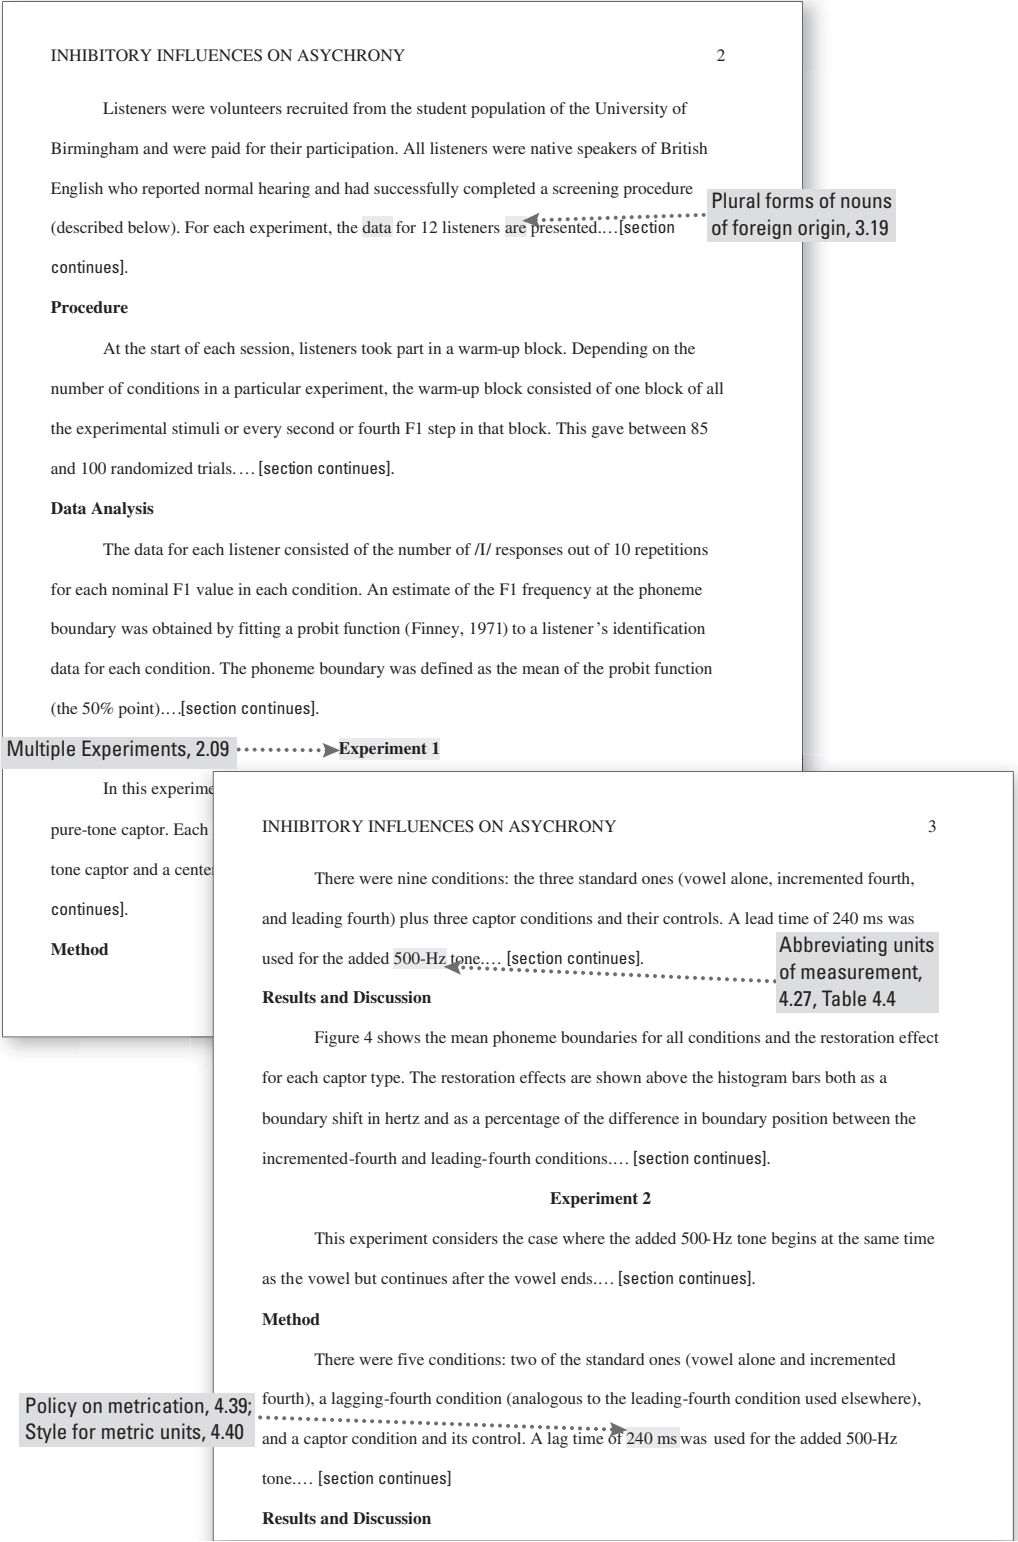 INHIBITORY INFLUENCES ON ASYCHRONY 2
Listeners were volunteers recruited from the student population of the University of
Birmingham and were paid for their participation. All listeners were native speakers of British
English who reported normal hearing and had successfully completed a screening procedure
(described below). For each experiment, the data for 12 listeners are presented.…[section
continues].
Plural forms of nouns
of foreign origin, 3.19
Procedure
At the start of each session, listeners took part in a warm-up block. Depending on the
number of conditions in a particular experiment, the warm-up block consisted of one block of all
the experimental stimuli or every second or fourth F1 step in that block. This gave between 85
and 100 randomized trials.… [section continues].
Data Analysis
The data for each listener consisted of the number of /I/ responses out of 10 repetitions
for each nominal F1 value in each condition. An estimate of the F1 frequency at the phoneme
boundary was obtained by fitting a probit function (Finney, 1971) to a listener's identification
data for each condition. The phoneme boundary was defined as the mean of the probit function
(the 50% point).…[section continues].
Multiple Experiments, 2.09
Experiment 1
In this experime
pure-tone captor. Each
tone captor and a cente
continues].
Method
INHIBITORY INFLUENCES ON ASYCHRONY 3
There were nine conditions: the three standard ones (vowel alone, incremented fourth,
and leading fourth) plus three captor conditions and their controls. A lead time of 240 ms was
used for the added 500-Hz tone.… [section continues].
Abbreviating units
of measurement,
4.27, Table 4.4
Results and Discussion
Figure 4 shows the mean phoneme boundaries for all conditions and the restoration effect
for each captor type. The restoration effects are shown above the histogram bars both as a
boundary shift in hertz and as a percentage of the difference in boundary position between the
incremented-fourth and leading-fourth conditions.… [section continues].
Experiment 2
This experiment considers the case where the added 500-Hz tone begins at the same time
as the vowel but continues after the vowel ends.… [section continues].
Method
There were five conditions: two of the standard ones (vowel alone and incremented
fourth), a lagging-fourth condition (analogous to the leading-fourth condition used elsewhere),
and a captor condition and its control. A lag time of 240 ms was used for the added 500-Hz
tone.… [section continues]
Policy on metrication, 4.39;
Style for metric units, 4.40
Results and Discussion